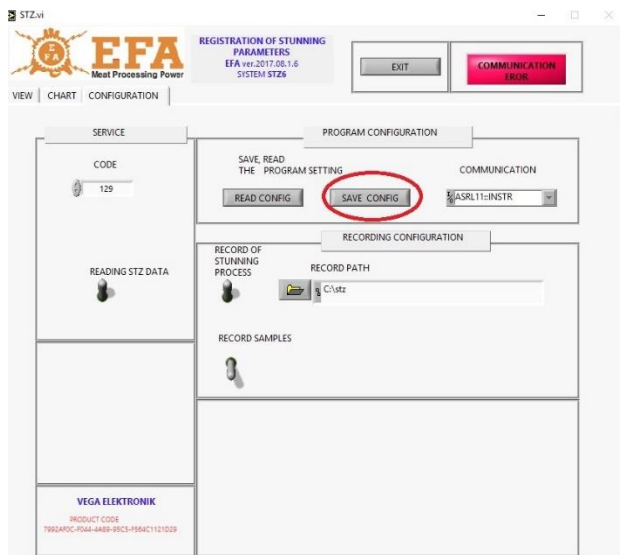 STZ.vi
EFA
EFA
Meat Processing Power
REGISTRATION OF STUNNING
PARAMETERS
EFA ver.2017.08.1.6
SYSTEM STZ6
EXIT
COMMUNICATION
EROR
VIEW
CHART
CONFIGURATION
SERVICE
CODE
129
READING STZ DATA
PROGRAM CONFIGURATION
SAVE, READ
THE PROGRAM SETTING
READ CONFIG
SAVE CONFIG
COMMUNICATION
ASRL11::INSTR
RECORDING CONFIGURATION
RECORD OF
STUNNING
PROCESS
RECORD PATH
C:\stz
RECORD SAMPLES
VEGA ELEKTRONIK
PRODUCT CODE